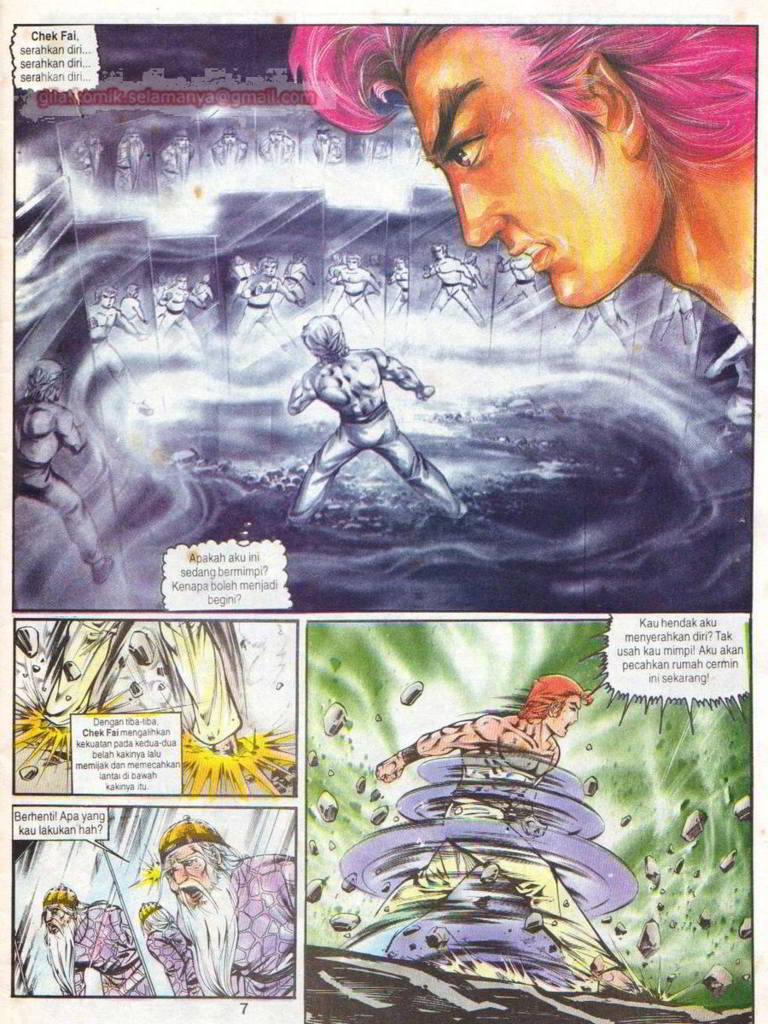 Chek Fai,
serahkan diri...
serahkan diri...
serahkan diri...
gila.komik-selamanya@gmail.com
Apakah aku ini
sedang bermimpi?
Kenapa boleh menjadi
begini?
Dengan tiba-tiba,
Chek Fai mengalihkan
kekuatan pada kedua-dua
belah kakinya lalu
memijak dan memecahkan
lantai di bawah
kakinya itu.
Kau hendak aku
menyerahkan diri? Tak
usah kau mimpi! Aku akan
pecahkan rumah cermin
ini sekarang!
Berhenti! Apa yang
kau lakukan hah?
7